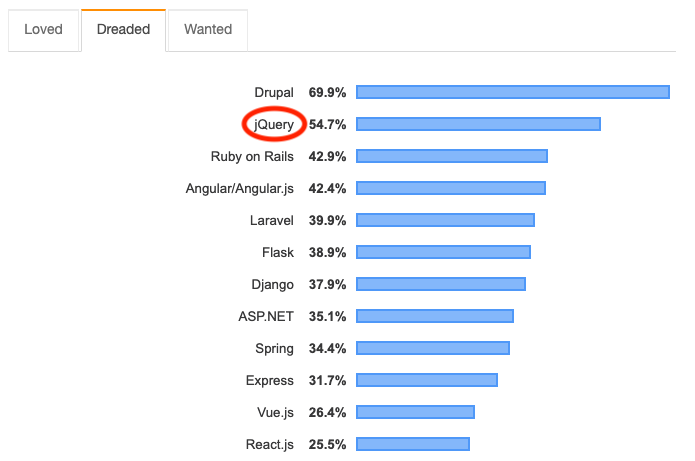 Loved Dreaded Wanted
Drupal 69.9%
jQuery 54.7%
Ruby on Rails 42.9%
Angular/Angular.js 42.4%
Laravel 39.9%
Flask 38.9%
Django 37.9%
ASP.NET 35.1%
Spring 34.4%
Express 31.7%
Vue.js 26.4%
React.js 25.5%